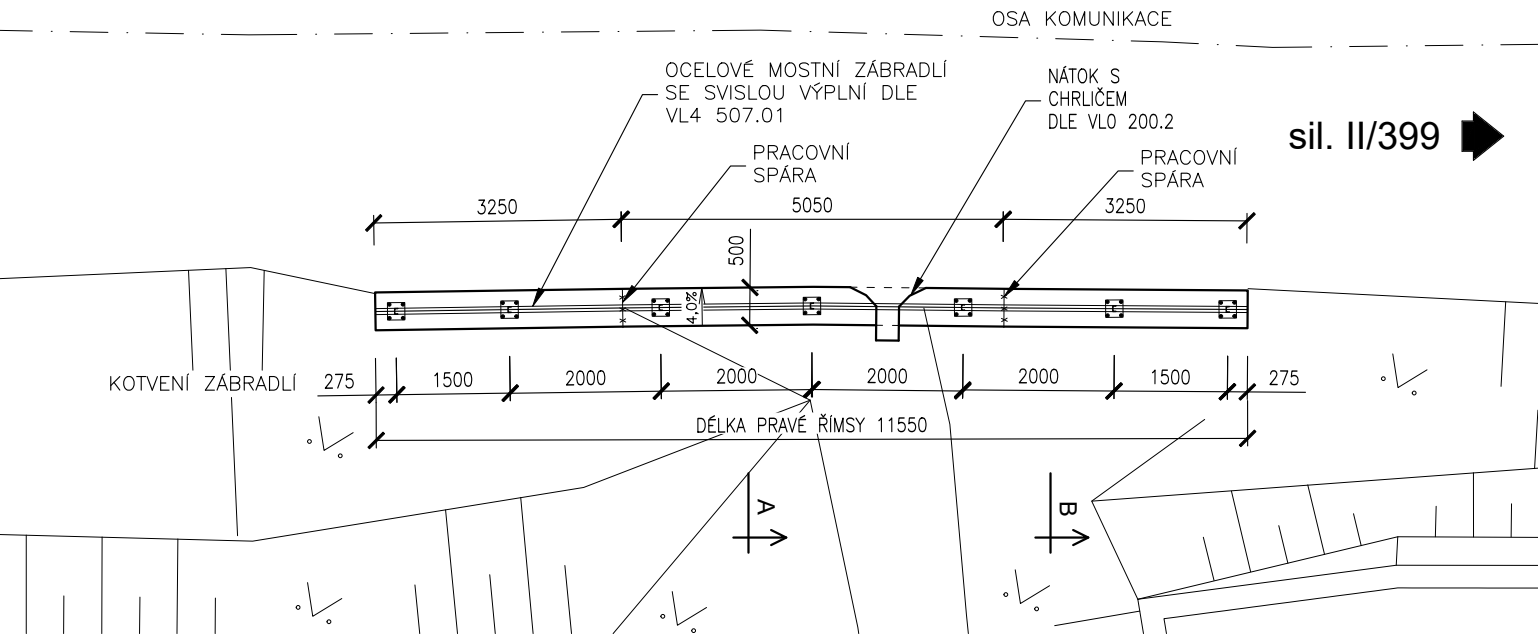 OSA KOMUNIKACE
OCELOVÉ MOSTNÍ ZÁBRADLÍ
SE SVISLOU VÝPLNÍ DLE
VL4 507.01
NÁTOK S
CHRLIČEM
DLE VL0 200.2
sil. II/399
PRACOVNÍ
SPÁRA
PRACOVNÍ
SPÁRA
3250
5050
3250
500
4,0%
KOTVENÍ ZÁBRADLÍ
275
1500
2000
2000
2000
2000
1500
275
DÉLKA PRAVÉ ŘÍMSY 11550
A
B